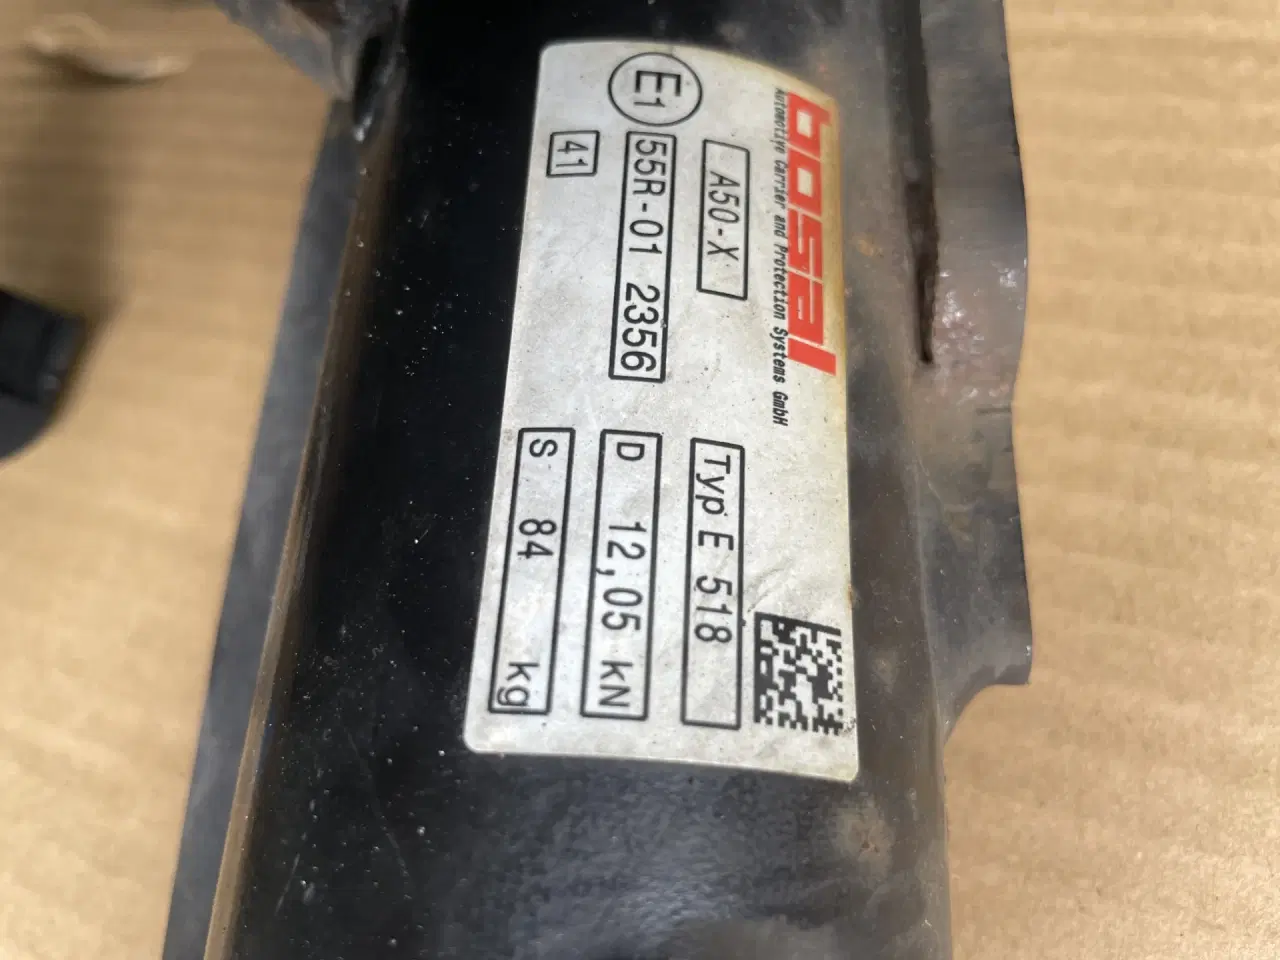 bosal
Automotive Carrier and Protection Systems GmbH
A50-X
Typ E 518
E1
55R-01 2356
D 12,05 kN
41
S 84 kg